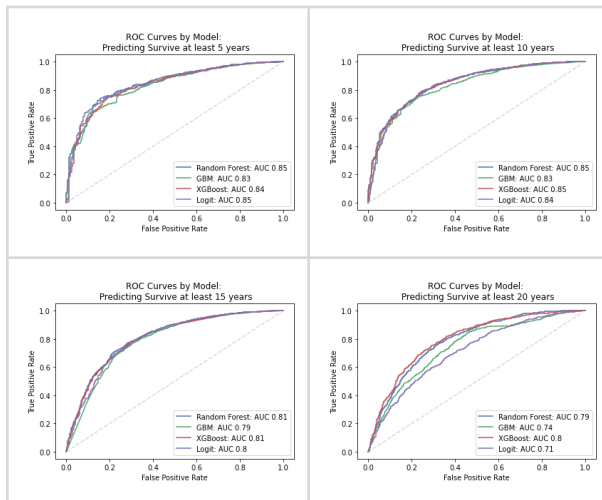 ROC Curves by Model:
Predicting Survive at least 5 years
1.0
0.8
0.6
0.4
0.2
0.0
True Positive Rate
Random Forest: AUC 0.85
GBM: AUC 0.83
XGBoost: AUC 0.84
Logit: AUC 0.85
0.0 0.2 0.4 0.6 0.8 1.0
False Positive Rate
ROC Curves by Model:
Predicting Survive at least 10 years
1.0
0.8
0.6
0.4
0.2
0.0
True Positive Rate
Random Forest: AUC 0.85
GBM: AUC 0.83
XGBoost: AUC 0.85
Logit: AUC 0.84
0.0 0.2 0.4 0.6 0.8 1.0
False Positive Rate
ROC Curves by Model:
Predicting Survive at least 15 years
1.0
0.8
0.6
0.4
0.2
0.0
True Positive Rate
Random Forest: AUC 0.81
GBM: AUC 0.79
XGBoost: AUC 0.81
Logit: AUC 0.8
0.0 0.2 0.4 0.6 0.8 1.0
False Positive Rate
ROC Curves by Model:
Predicting Survive at least 20 years
1.0
0.8
0.6
0.4
0.2
0.0
True Positive Rate
Random Forest: AUC 0.79
GBM: AUC 0.74
XGBoost: AUC 0.8
Logit: AUC 0.71
0.0 0.2 0.4 0.6 0.8 1.0
False Positive Rate